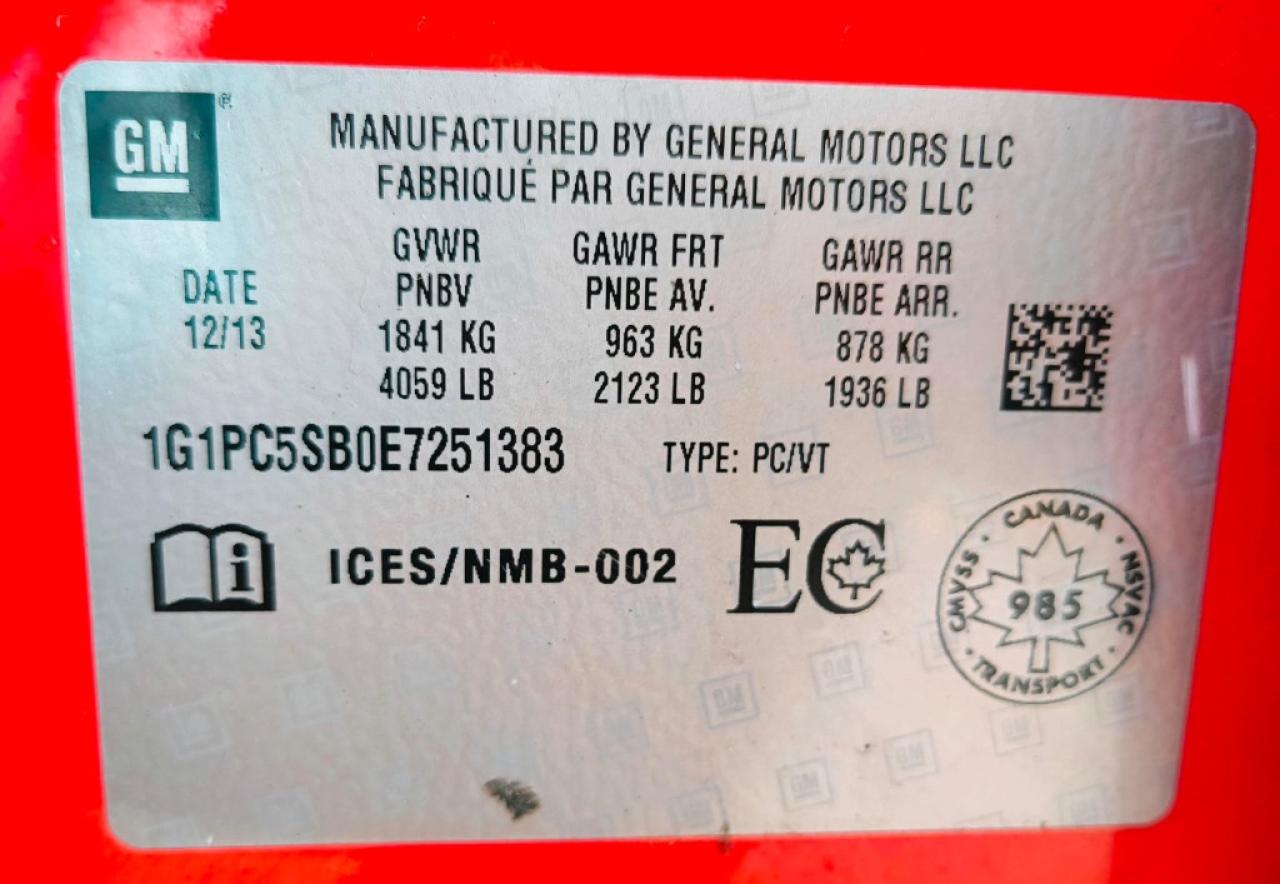 GM®
MANUFACTURED BY GENERAL MOTORS LLC
FABRIQUÉ PAR GENERAL MOTORS LLC
DATE
12/13
GVWR
PNBV
1841 KG
4059 LB
GAWR FRT
PNBE AV.
963 KG
2123 LB
GAWR RR
PNBE ARR.
878 KG
1936 LB
1G1PC5SB0E7251383 TYPE: PC/VT
i ICES/NMB-002 EC
CANADA · NSVAC · TRANSPORT · CMVSS ·
985